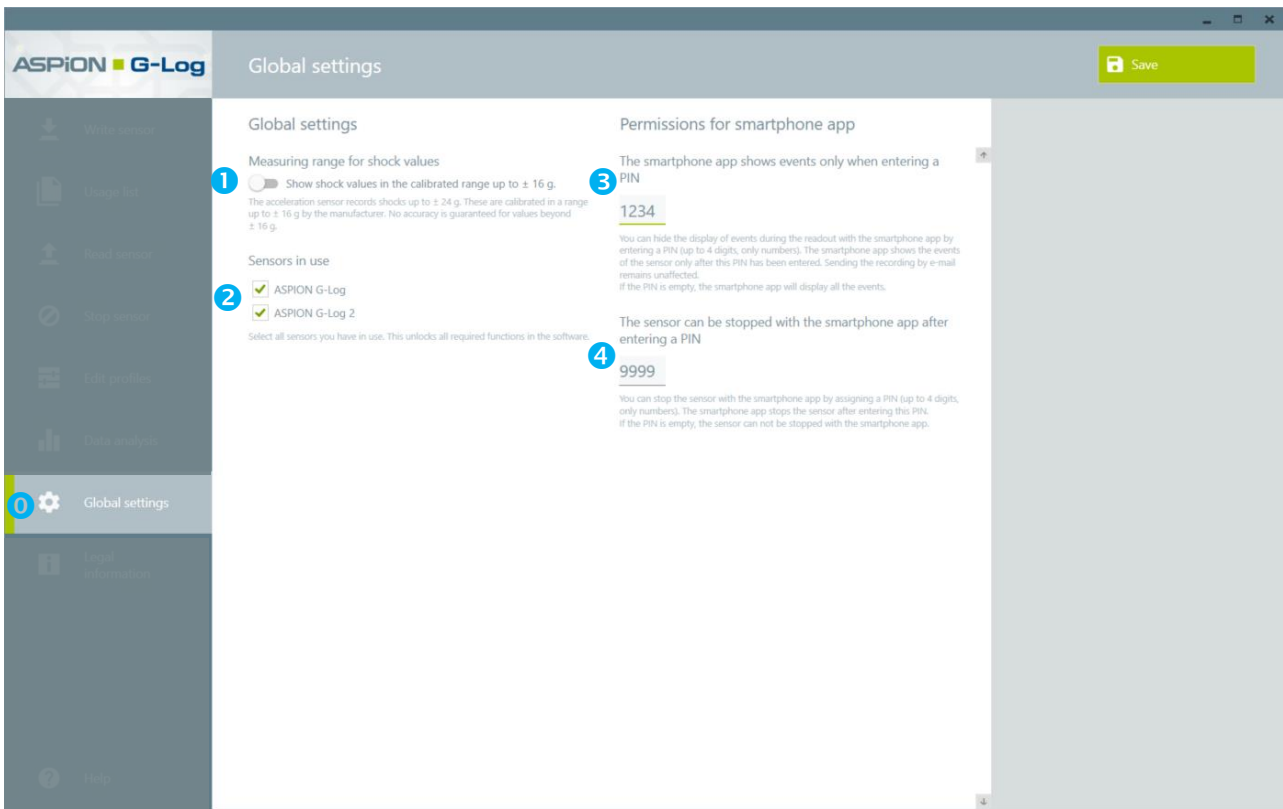 ASPION G-Log
Global settings
Save
Write sensor
Usage list
Read sensor
Stop sensor
Edit profiles
Data analysis
0
Global settings
Legal
information
Help
Global settings
Measuring range for shock values
1
Show shock values in the calibrated range up to ± 16 g.
The acceleration sensor records shocks up to ± 24 g. These are calibrated in a range
up to ± 16 g by the manufacturer. No accuracy is guaranteed for values beyond
± 16 g.
Sensors in use
2
ASPION G-Log
ASPION G-Log 2
Select all sensors you have in use. This unlocks all required functions in the software.
Permissions for smartphone app
The smartphone app shows events only when entering a
3
PIN
1234
You can hide the display of events during the readout with the smartphone app by
entering a PIN (up to 4 digits, only numbers). The smartphone app shows the events
of the sensor only after this PIN has been entered. Sending the recording by e-mail
remains unaffected.
If the PIN is empty, the smartphone app will display all the events.
The sensor can be stopped with the smartphone app after
entering a PIN
4
9999
You can stop the sensor with the smartphone app by assigning a PIN (up to 4 digits,
only numbers). The smartphone app stops the sensor after entering this PIN.
If the PIN is empty, the sensor can not be stopped with the smartphone app.